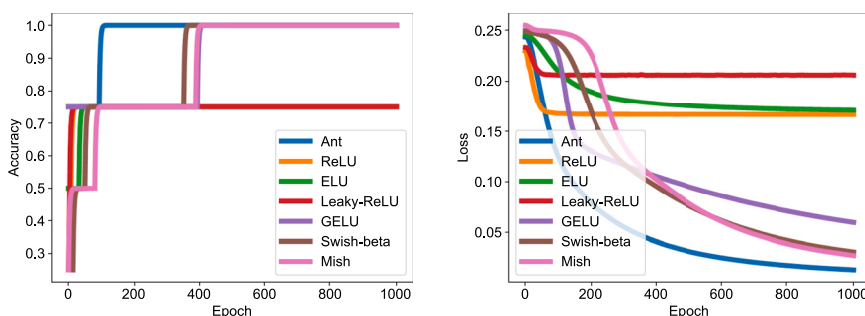 1.0
0.9
0.8
0.7
0.6
0.5
0.4
0.3
Accuracy
Ant
ReLU
ELU
Leaky-ReLU
GELU
Swish-beta
Mish
0 200 400 600 800 1000
Epoch
0.25
0.20
0.15
0.10
0.05
Loss
Ant
ReLU
ELU
Leaky-ReLU
GELU
Swish-beta
Mish
0 200 400 600 800 1000
Epoch